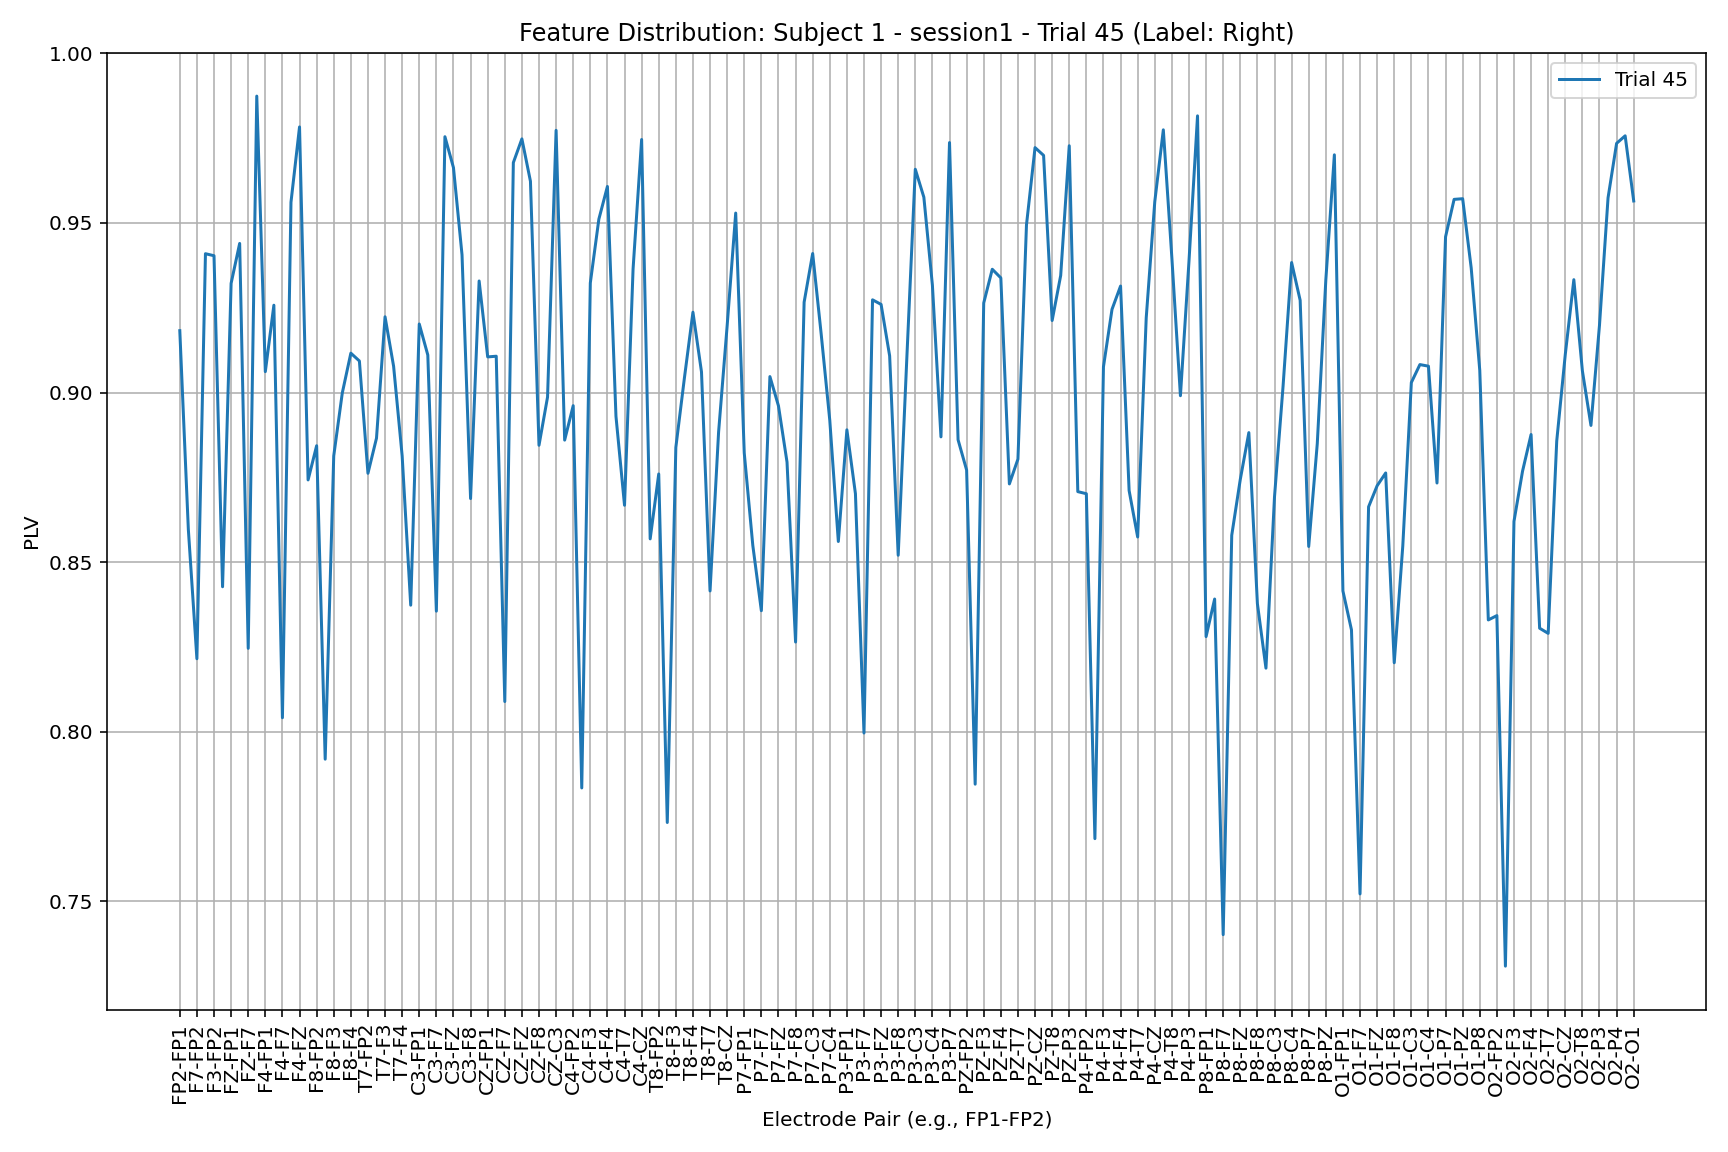 Feature Distribution: Subject 1 - session1 - Trial 45 (Label: Right)
Trial 45
PLV
1.00
0.95
0.90
0.85
0.80
0.75
FP2-FP1
F7-FP2
F3-FP2
FZ-FP1
FZ-F7
F4-FP1
F4-F7
F4-FZ
F8-FP2
F8-F3
F8-F4
T7-FP2
T7-F3
T7-F4
C3-FP1
C3-F7
C3-FZ
C3-F8
CZ-FP1
CZ-F7
CZ-FZ
CZ-F8
CZ-C3
C4-FP2
C4-F3
C4-F4
C4-T7
C4-CZ
T8-FP2
T8-F3
T8-F4
T8-T7
T8-CZ
P7-FP1
P7-F7
P7-FZ
P7-F8
P7-C3
P7-C4
P3-FP1
P3-F7
P3-FZ
P3-F8
P3-C3
P3-C4
P3-P7
PZ-FP2
PZ-F3
PZ-F4
PZ-T7
PZ-CZ
PZ-T8
PZ-P3
P4-FP2
P4-F3
P4-F4
P4-T7
P4-CZ
P4-T8
P4-P3
P8-FP1
P8-F7
P8-FZ
P8-F8
P8-C3
P8-C4
P8-P7
P8-PZ
O1-FP1
O1-F7
O1-FZ
O1-F8
O1-C3
O1-C4
O1-P7
O1-PZ
O1-P8
O2-FP2
O2-F3
O2-F4
O2-T7
O2-CZ
O2-T8
O2-P3
O2-P4
O2-O1
Electrode Pair (e.g., FP1-FP2)